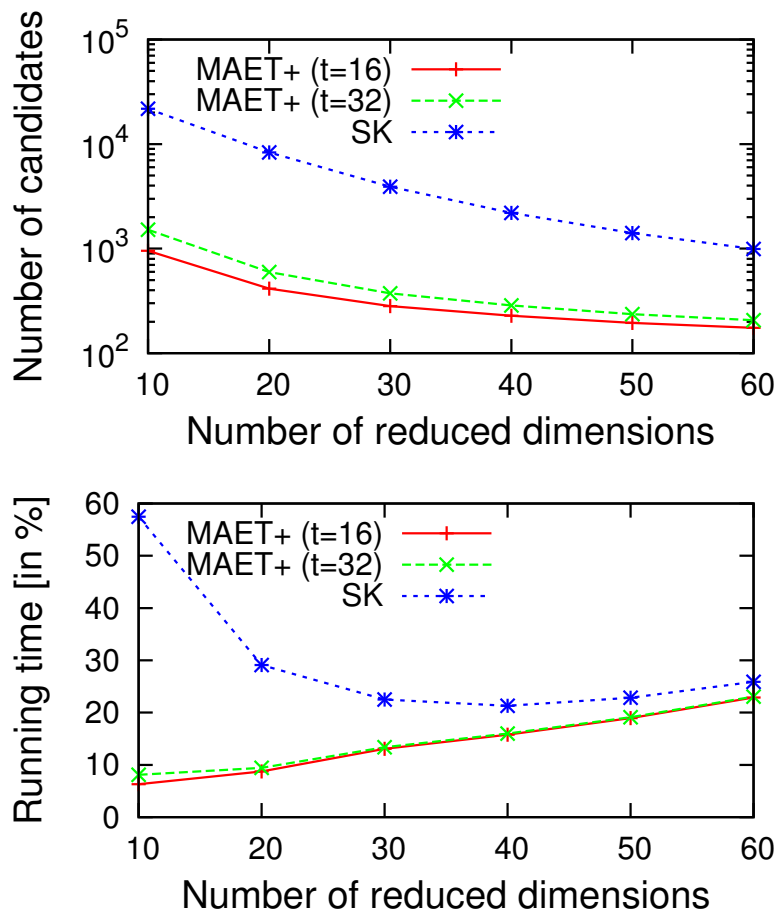 Number of candidates
10^5
10^4
10^3
10^2
MAET+ (t=16)
MAET+ (t=32)
SK
10 20 30 40 50 60
Number of reduced dimensions
Running time [in %]
60
50
40
30
20
10
0
MAET+ (t=16)
MAET+ (t=32)
SK
10 20 30 40 50 60
Number of reduced dimensions